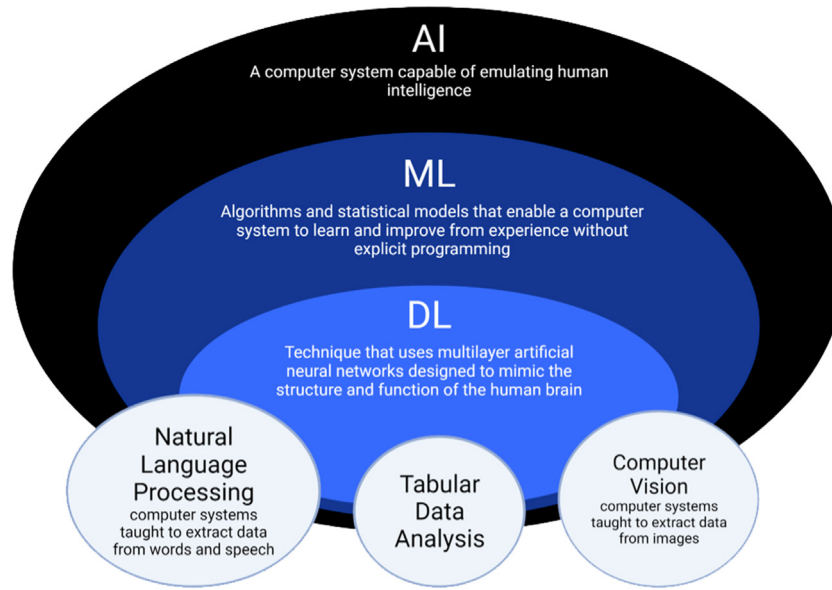 AI
A computer system capable of emulating human
intelligence
ML
Algorithms and statistical models that enable a computer
system to learn and improve from experience without
explicit programming
DL
Technique that uses multilayer artificial
neural networks designed to mimic the
structure and function of the human brain
Natural
Language
Processing
computer systems
taught to extract data
from words and speech
Tabular
Data
Analysis
Computer
Vision
computer systems
taught to extract data
from images